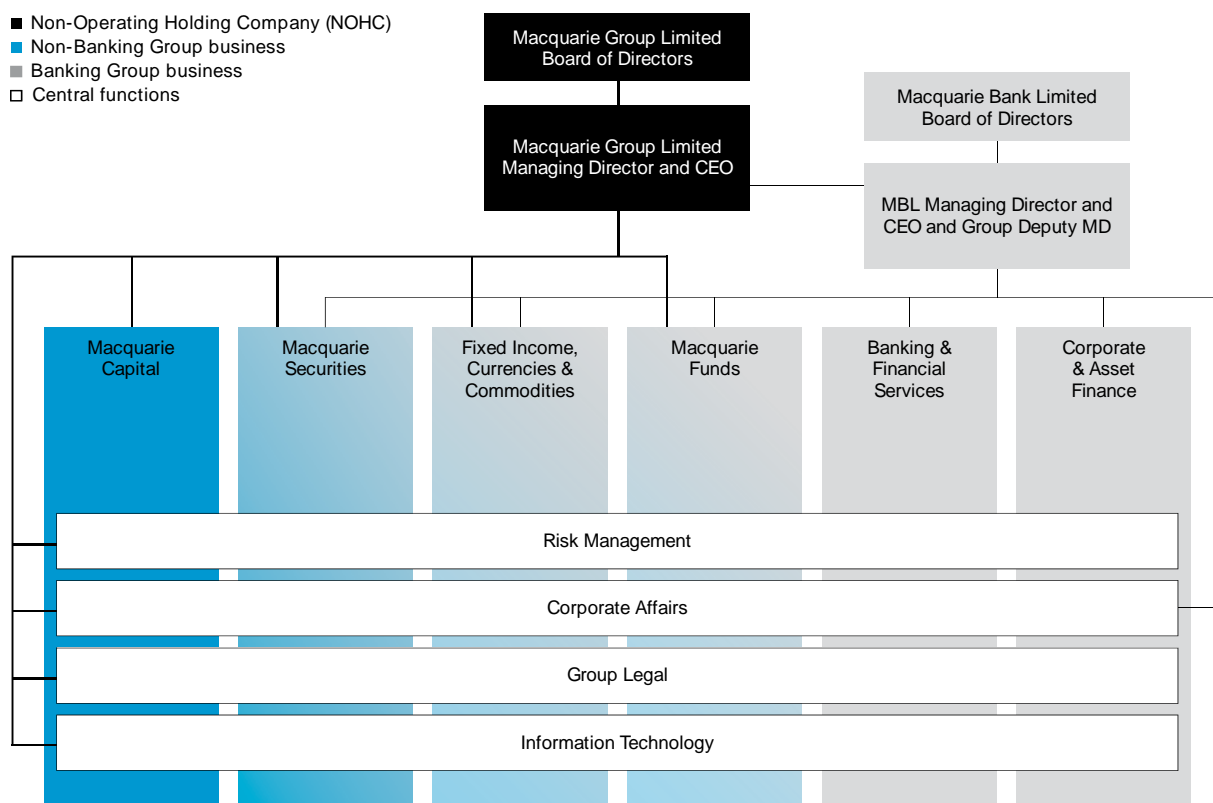 Non-Operating Holding Company (NOHC)
Non-Banking Group business
Banking Group business
Central functions
Macquarie Group Limited
Board of Directors
Macquarie Bank Limited
Board of Directors
Macquarie Group Limited
Managing Director and CEO
MBL Managing Director and
CEO and Group Deputy MD
Macquarie
Capital
Macquarie
Securities
Fixed Income,
Currencies &
Commodities
Macquarie
Funds
Banking &
Financial
Services
Corporate
& Asset
Finance
Risk Management
Corporate Affairs
Group Legal
Information Technology